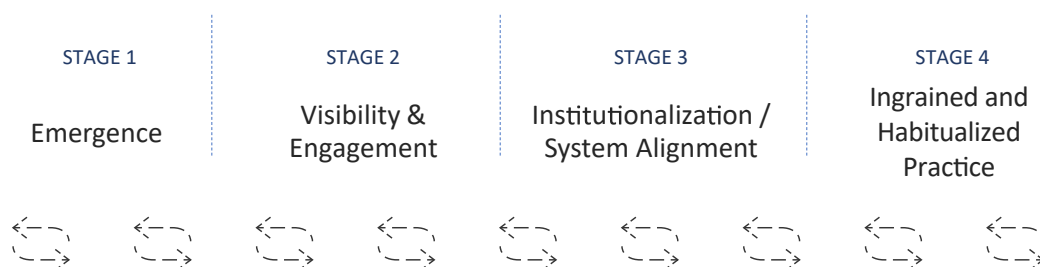 STAGE 1
Emergence
STAGE 2
Visibility &
Engagement
STAGE 3
Institutionalization /
System Alignment
STAGE 4
Ingrained and
Habitualized
Practice